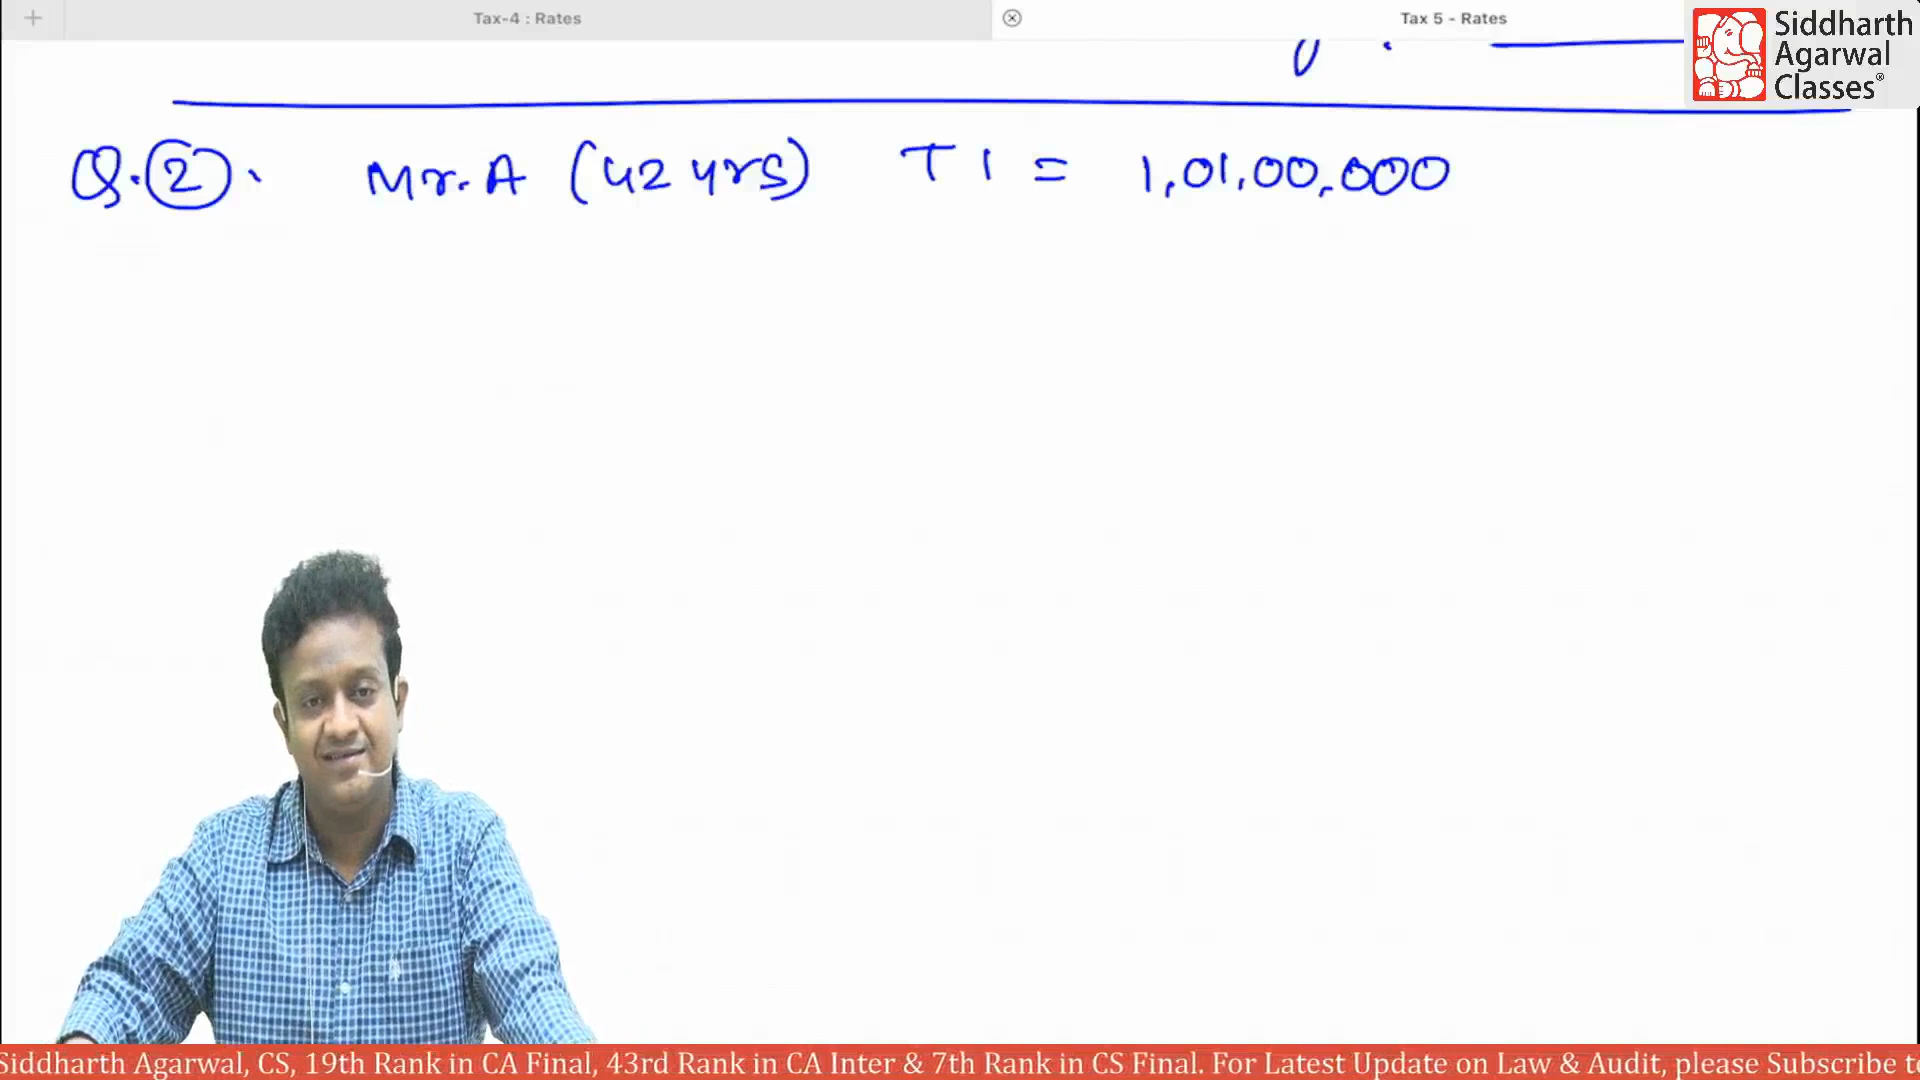 Tax-4 : Rates
Tax 5 - Rates
Siddharth
Agarwal
Classes®
Q.2). Mr. A (42 yrs) TI = 1,01,00,000
Siddharth Agarwal, CS, 19th Rank in CA Final, 43rd Rank in CA Inter & 7th Rank in CS Final. For Latest Update on Law & Audit, please Subscribe to